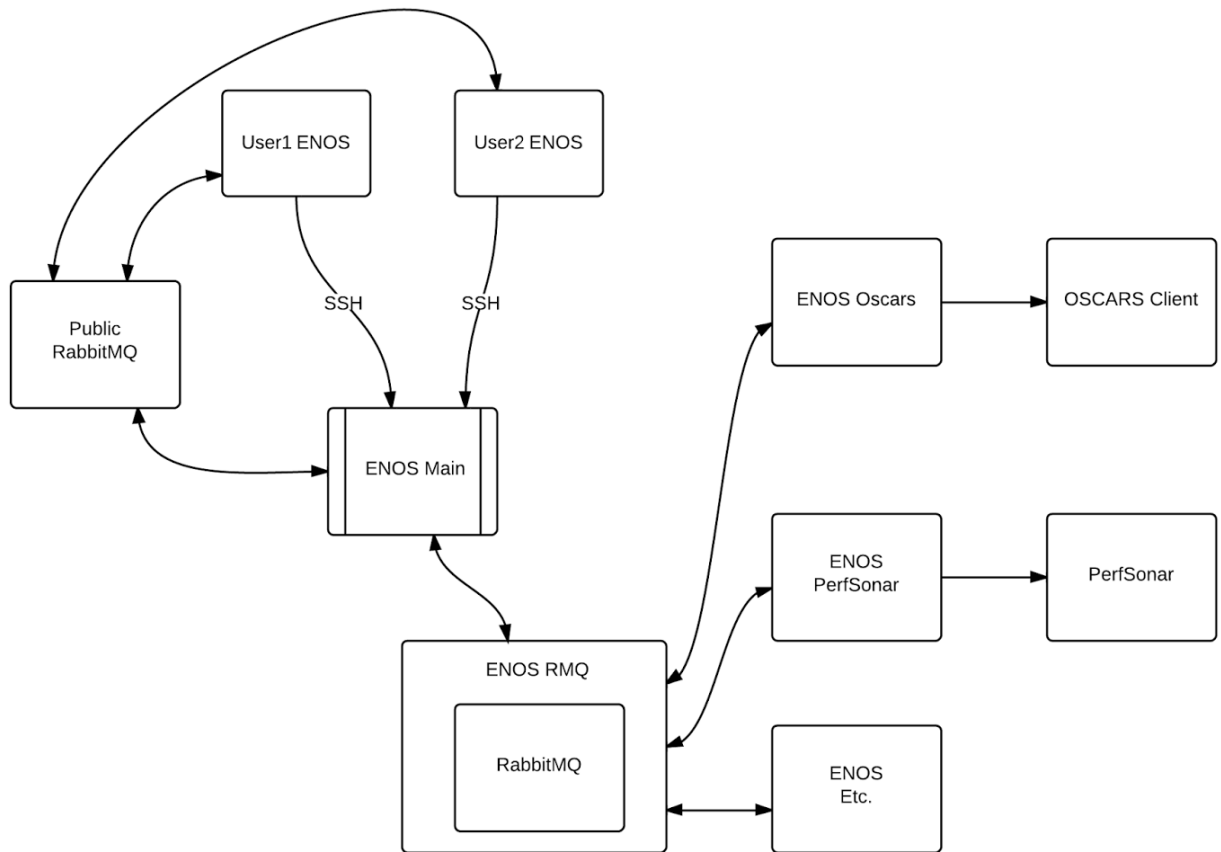 User1 ENOS
User2 ENOS
Public
RabbitMQ
SSH
SSH
ENOS Oscars
OSCARS Client
ENOS Main
ENOS
PerfSonar
PerfSonar
ENOS RMQ
RabbitMQ
ENOS
Etc.